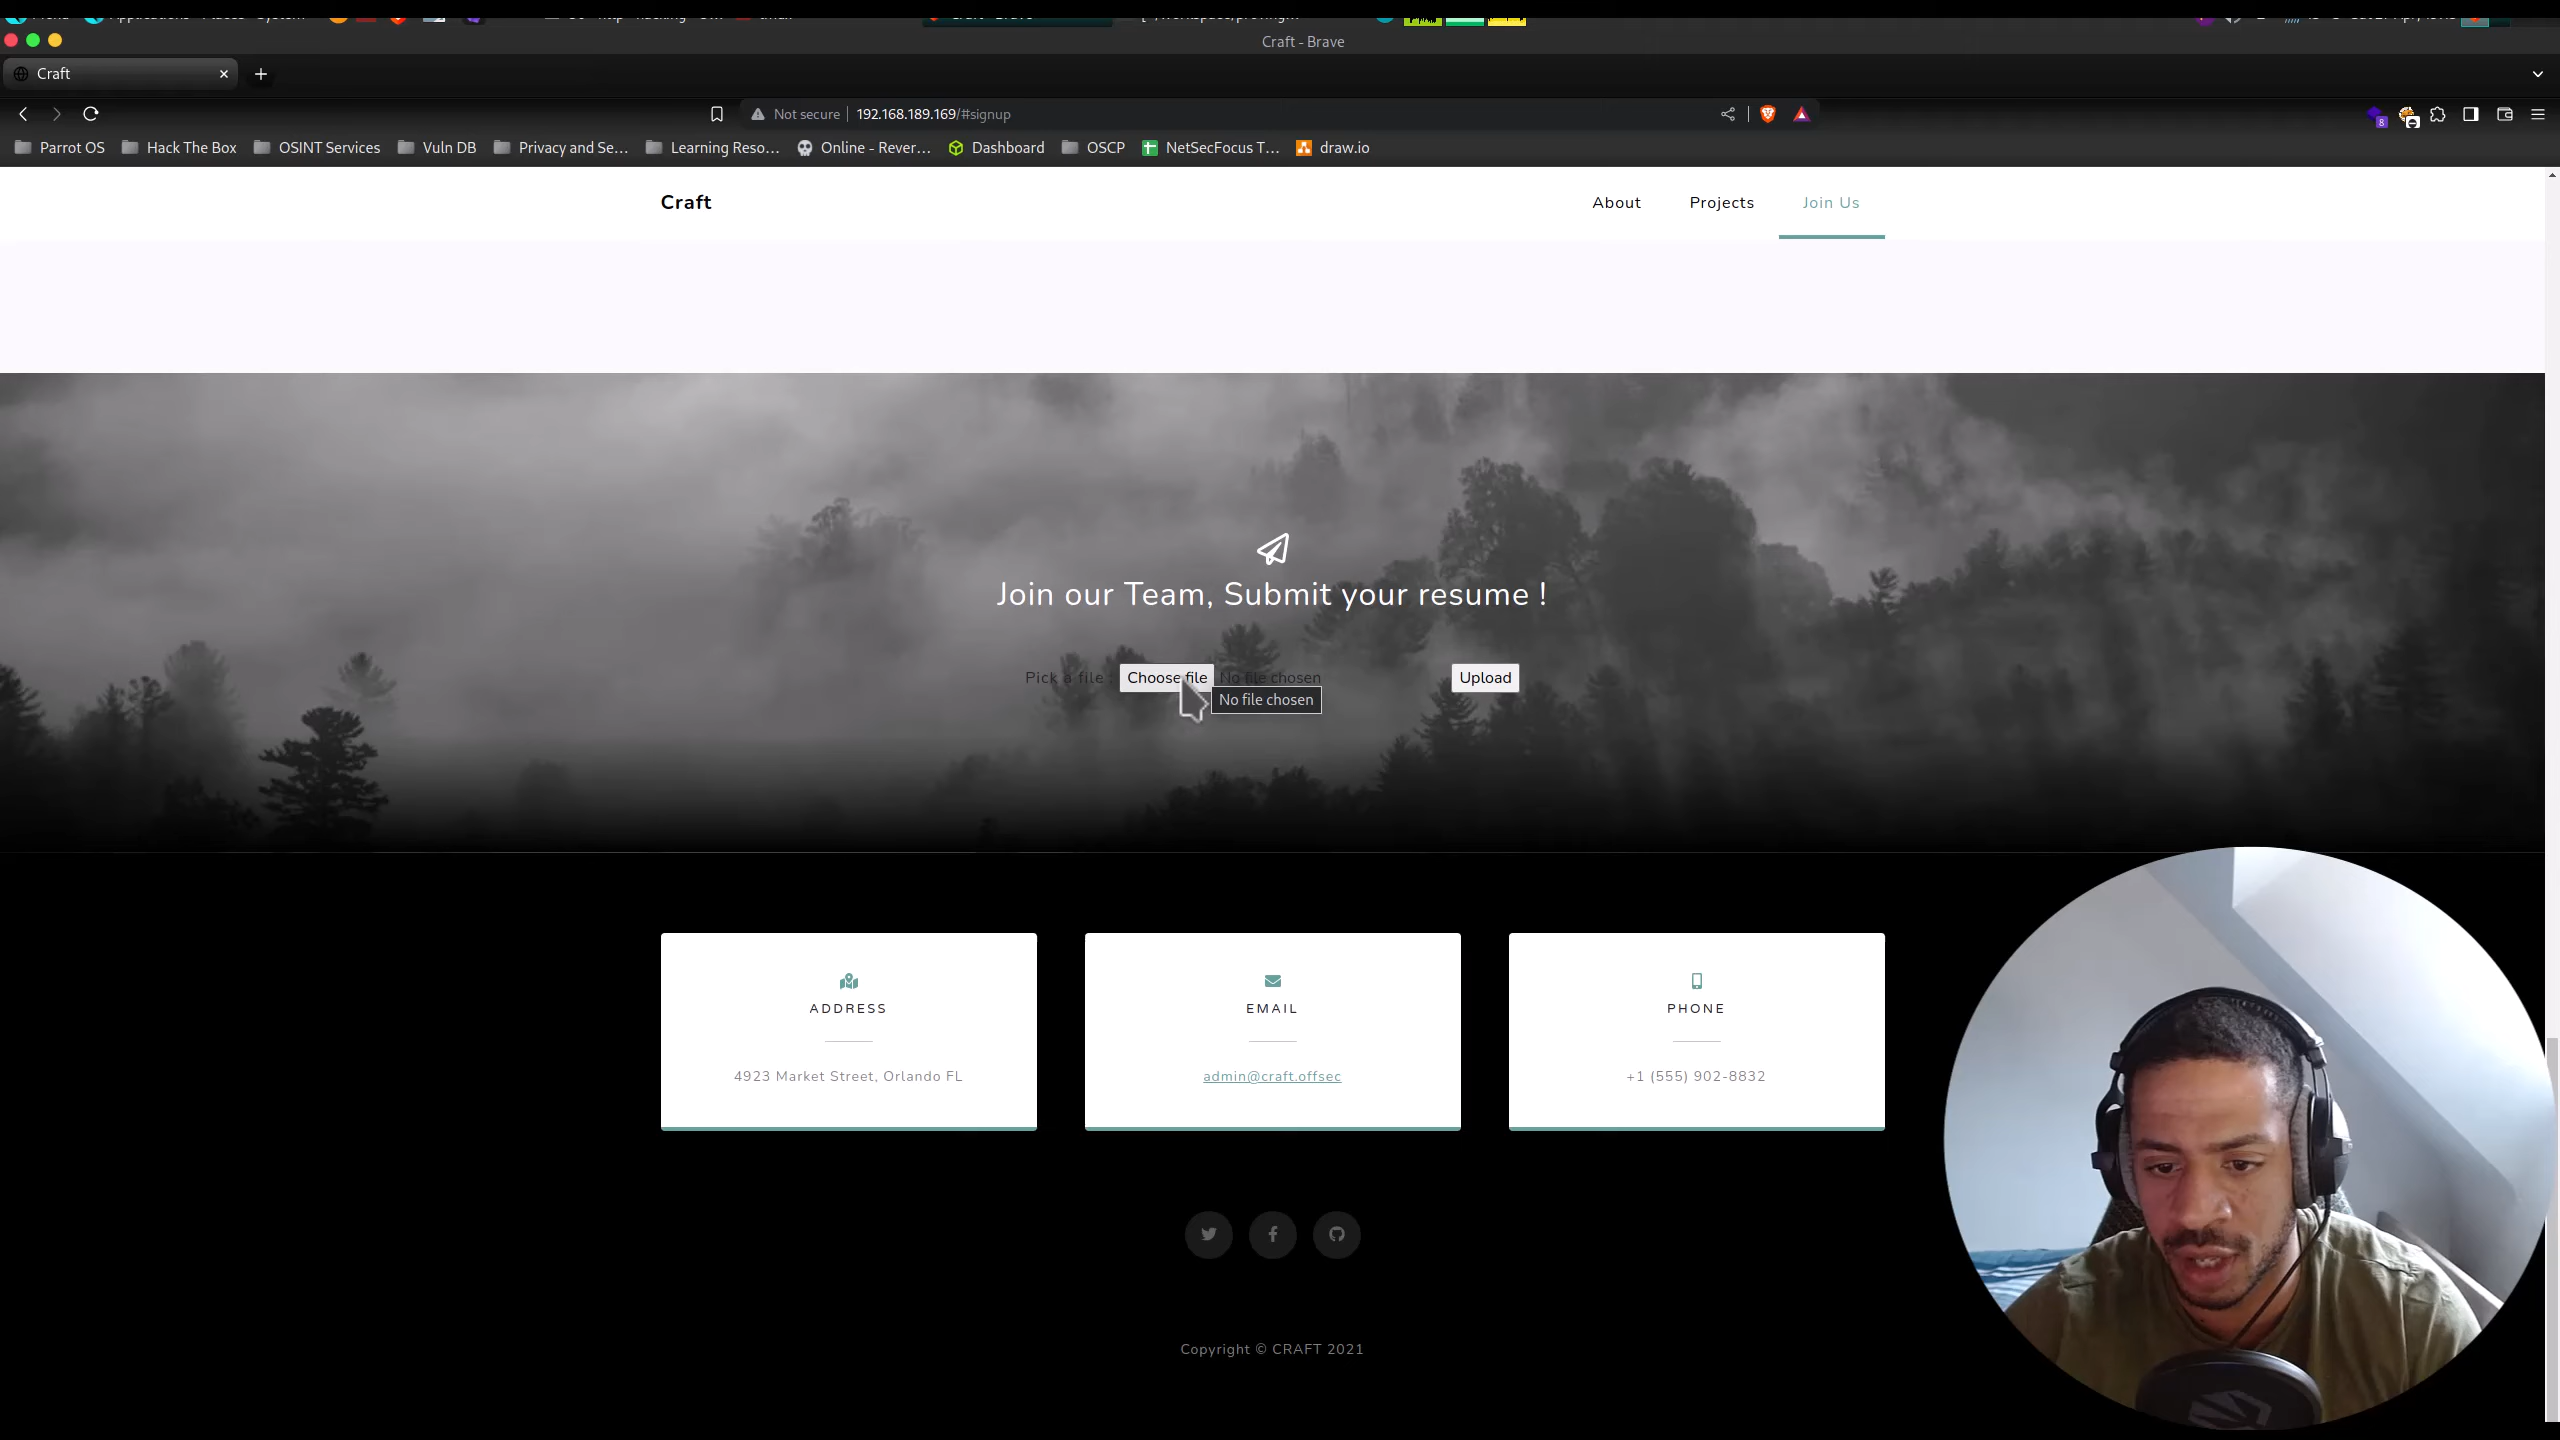 Craft - Brave
Craft
Not secure 192.168.189.169/#signup
8
Parrot OS Hack The Box OSINT Services Vuln DB Privacy and Se... Learning Reso... Online - Rever... Dashboard OSCP NetSecFocus T... draw.io
Craft About Projects Join Us
Join our Team, Submit your resume !
Pick a file : Choose file No file chosen Upload
No file chosen
ADDRESS
4923 Market Street, Orlando FL
EMAIL
admin@craft.offsec
PHONE
+1 (555) 902-8832
Copyright © CRAFT 2021